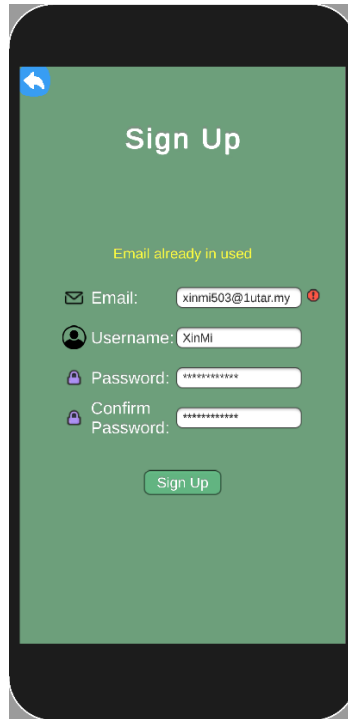 Sign Up
Email already in used
Email: xinmi503@1utar.my
Username: XinMi
Password: ************
Confirm
Password: ************
Sign Up